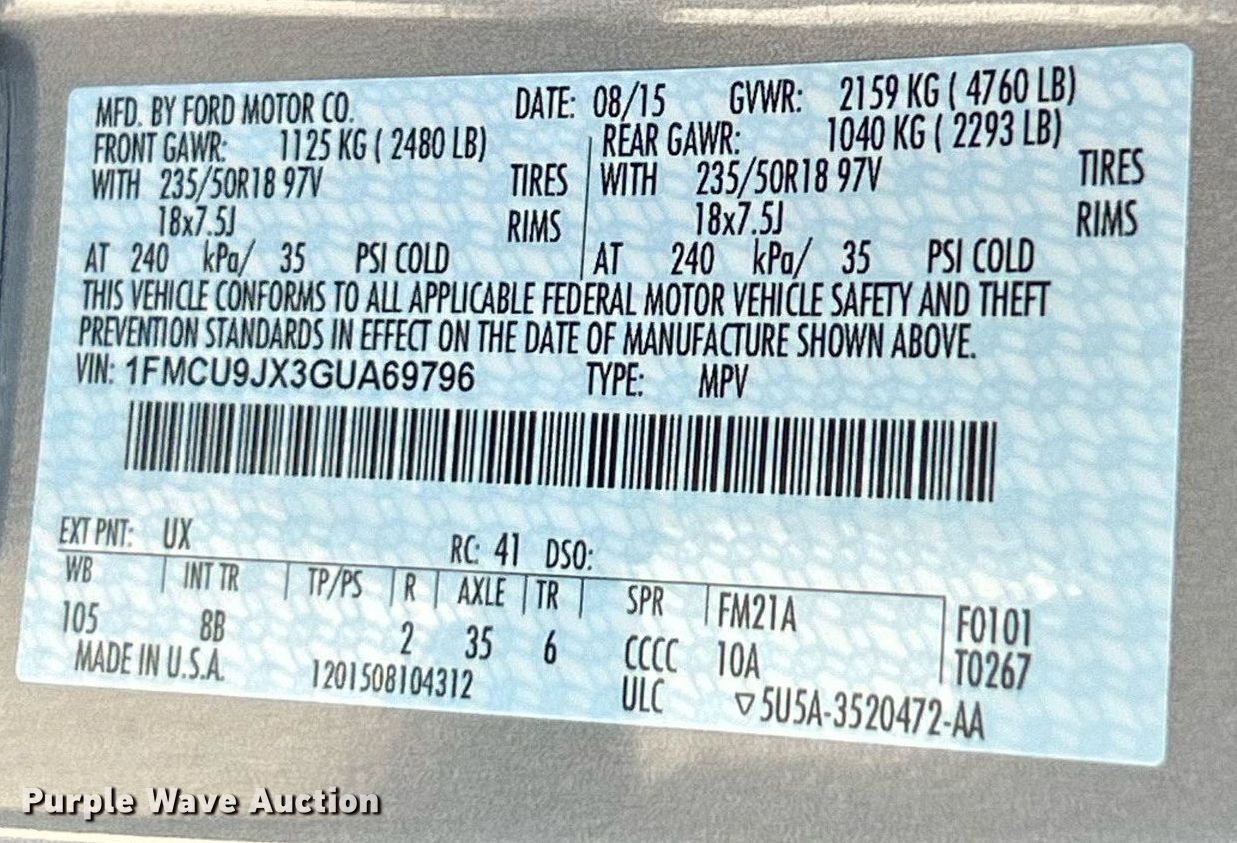 MFD. BY FORD MOTOR CO. DATE: 08/15 GVWR: 2159 KG ( 4760 LB)
FRONT GAWR: 1125 KG ( 2480 LB) REAR GAWR: 1040 KG ( 2293 LB)
WITH 235/50R18 97V TIRES WITH 235/50R18 97V TIRES
18x7.5J RIMS 18x7.5J RIMS
AT 240 kPa/ 35 PSI COLD AT 240 kPa/ 35 PSI COLD
THIS VEHICLE CONFORMS TO ALL APPLICABLE FEDERAL MOTOR VEHICLE SAFETY AND THEFT
PREVENTION STANDARDS IN EFFECT ON THE DATE OF MANUFACTURE SHOWN ABOVE.
VIN: 1FMCU9JX3GUA69796 TYPE: MPV
EXT PNT: UX RC: 41 DSO:
WB INT TR TP/PS R AXLE TR SPR FM21A F0101
105 8B 2 35 6 CCCC 10A T0267
MADE IN U.S.A. 1201508104312 ULC ▽5U5A-3520472-AA
Purple Wave Auction